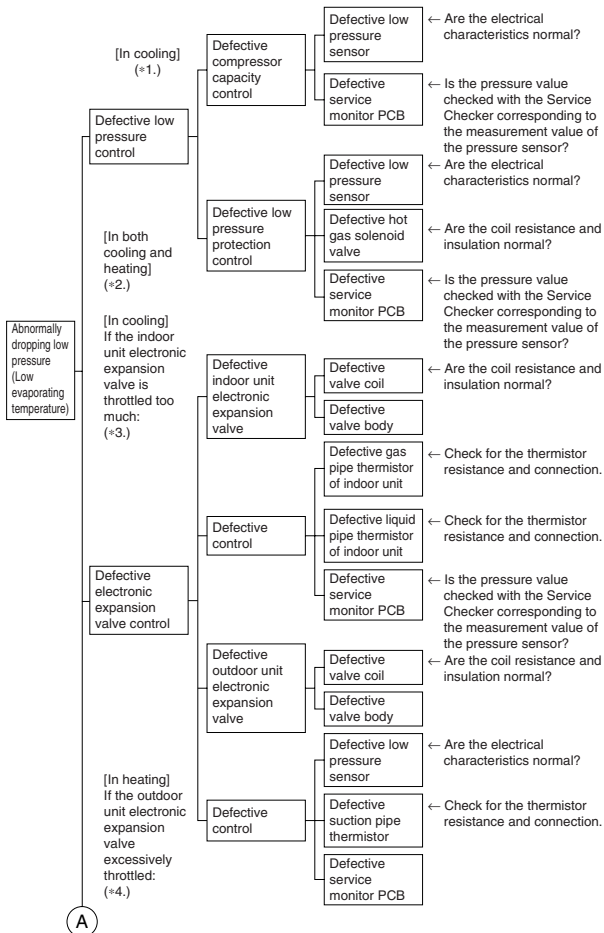 Abnormally
dropping low
pressure
(Low
evaporating
temperature)
Defective low
pressure
control
[In cooling]
(*1.)
Defective
compressor
capacity
control
Defective low
pressure
sensor
← Are the electrical
characteristics normal?
Defective
service
monitor PCB
← Is the pressure value
checked with the Service
Checker corresponding to
the measurement value of
the pressure sensor?
[In both
cooling and
heating]
(*2.)
Defective low
pressure
protection
control
Defective low
pressure
sensor
← Are the electrical
characteristics normal?
Defective hot
gas solenoid
valve
← Are the coil resistance and
insulation normal?
Defective
service
monitor PCB
← Is the pressure value
checked with the Service
Checker corresponding to
the measurement value of
the pressure sensor?
Defective
electronic
expansion
valve control
[In cooling]
If the indoor
unit electronic
expansion
valve is
throttled too
much:
(*3.)
Defective
indoor unit
electronic
expansion
valve
Defective
valve coil
← Are the coil resistance and
insulation normal?
Defective
valve body
Defective
control
Defective gas
pipe thermistor
of indoor unit
← Check for the thermistor
resistance and connection.
Defective liquid
pipe thermistor
of indoor unit
← Check for the thermistor
resistance and connection.
Defective
service
monitor PCB
← Is the pressure value
checked with the Service
Checker corresponding to
the measurement value of
the pressure sensor?
[In heating]
If the outdoor
unit electronic
expansion
valve
excessively
throttled:
(*4.)
Defective
outdoor unit
electronic
expansion
valve
Defective
valve coil
← Are the coil resistance and
insulation normal?
Defective
valve body
Defective
control
Defective low
pressure
sensor
← Are the electrical
characteristics normal?
Defective
suction pipe
thermistor
← Check for the thermistor
resistance and connection.
Defective
service
monitor PCB
A